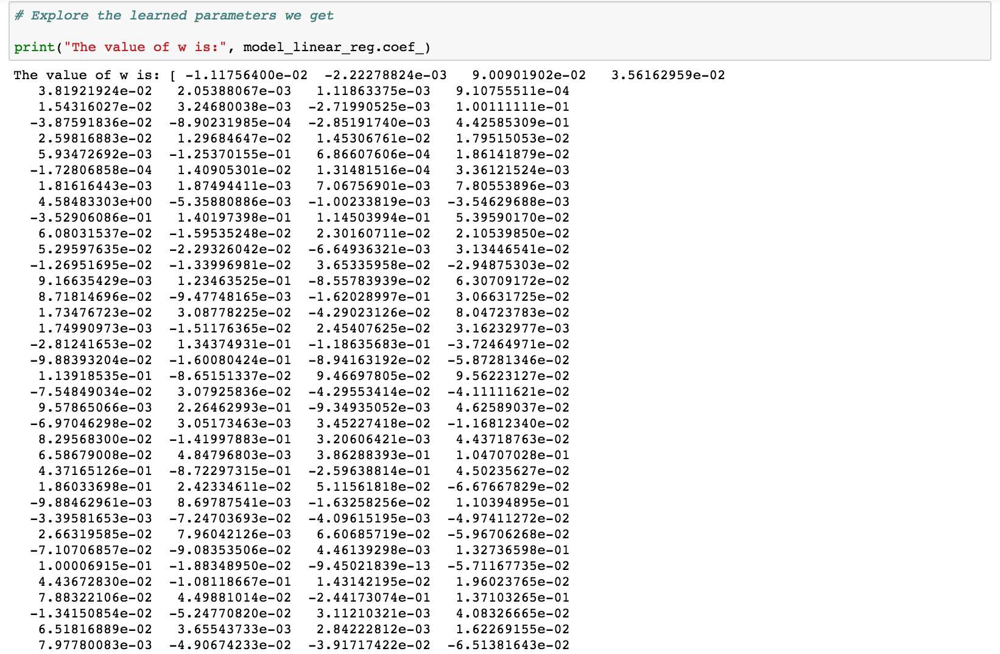 # Explore the learned parameters we get
print("The value of w is:", model_linear_reg.coef_)
The value of w is: [ -1.11756400e-02 -2.22278824e-03 9.00901902e-02 3.56162959e-02
3.81921924e-02 2.05388067e-03 1.11863375e-03 9.10755511e-04
1.54316027e-02 3.24680038e-03 -2.71990525e-03 1.00111111e-01
-3.87591836e-02 -8.90231985e-04 -2.85191740e-03 4.42585309e-01
2.59816883e-02 1.29684647e-02 1.45306761e-02 1.79515053e-02
5.93472692e-03 -1.25370155e-01 6.86607606e-04 1.86141879e-02
-1.72806858e-04 1.40905301e-02 1.31481516e-04 3.36121524e-03
1.81616443e-03 1.87494411e-03 7.06756901e-03 7.80553896e-03
4.58483303e+00 -5.35880886e-03 -1.00233819e-03 -3.54629688e-03
-3.52906086e-01 1.40197398e-01 1.14503994e-01 5.39590170e-02
6.08031537e-02 -1.59535248e-02 2.30160711e-02 2.10539850e-02
5.29597635e-02 -2.29326042e-02 -6.64936321e-03 3.13446541e-02
-1.26951695e-02 -1.33996981e-02 3.65335958e-02 -2.94875303e-02
9.16635429e-03 1.23463525e-01 -8.55783939e-02 6.30709172e-02
8.71814696e-02 -9.47748165e-03 -1.62028997e-01 3.06631725e-02
1.73476723e-02 3.08778225e-02 -4.29023126e-02 8.04723783e-02
1.74990973e-03 -1.51176365e-02 2.45407625e-02 3.16232977e-03
-2.81241653e-02 1.34374931e-01 -1.18635683e-01 -3.72464971e-02
-9.88393204e-02 -1.60080424e-01 -8.94163192e-02 -5.87281346e-02
1.13918535e-01 -8.65151337e-02 9.46697805e-02 9.56223127e-02
-7.54849034e-02 3.07925836e-02 -4.29553414e-02 -4.11111621e-02
9.57865066e-03 2.26462993e-01 -9.34935052e-03 4.62589037e-02
-6.97046298e-02 3.05173463e-03 3.45227418e-02 -1.16812340e-02
8.29568300e-02 -1.41997883e-01 3.20606421e-03 4.43718763e-02
6.58679008e-02 4.84796803e-03 3.86288393e-01 1.04707028e-01
4.37165126e-01 -8.72297315e-01 -2.59638814e-01 4.50235627e-02
1.86033698e-01 2.42334611e-02 5.11561818e-02 -6.67667829e-02
-9.88462961e-03 8.69787541e-03 -1.63258256e-02 1.10394895e-01
-3.39581653e-03 -7.24703693e-02 -4.09615195e-03 -4.97411272e-02
2.66319585e-02 7.96042126e-03 6.60685719e-02 -5.96706268e-02
-7.10706857e-02 -9.08353506e-02 4.46139298e-03 1.32736598e-01
1.00006915e-01 -1.88348950e-02 -9.45021839e-13 -5.71167735e-02
4.43672830e-02 -1.08118667e-01 1.43142195e-02 1.96023765e-02
7.88322106e-02 4.49881014e-02 -2.44173074e-01 1.37103265e-01
-1.34150854e-02 -5.24770820e-02 3.11210321e-03 4.08326665e-02
6.51816889e-02 3.65543733e-03 2.84222812e-03 1.62269155e-02
7.97780083e-03 -4.90674233e-02 -3.91717422e-02 -6.51381643e-02